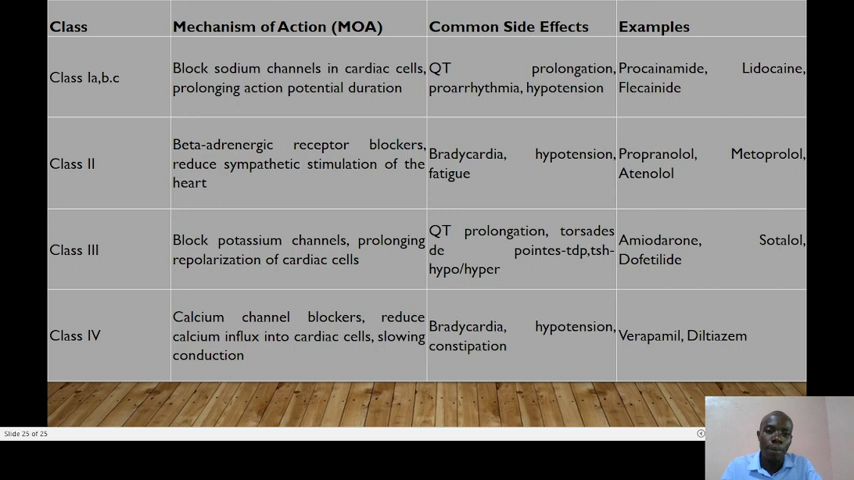 Class
Mechanism of Action (MOA)
Common Side Effects
Examples
Class Ia,b.c
Block sodium channels in cardiac cells,
prolonging action potential duration
QT prolongation,
proarrhythmia, hypotension
Procainamide, Lidocaine,
Flecainide
Class II
Beta-adrenergic receptor blockers,
reduce sympathetic stimulation of the
heart
Bradycardia, hypotension,
fatigue
Propranolol, Metoprolol,
Atenolol
Class III
Block potassium channels, prolonging
repolarization of cardiac cells
QT prolongation, torsades
de pointes-tdp,tsh-
hypo/hyper
Amiodarone, Sotalol,
Dofetilide
Class IV
Calcium channel blockers, reduce
calcium influx into cardiac cells, slowing
conduction
Bradycardia, hypotension,
constipation
Verapamil, Diltiazem
Slide 25 of 25